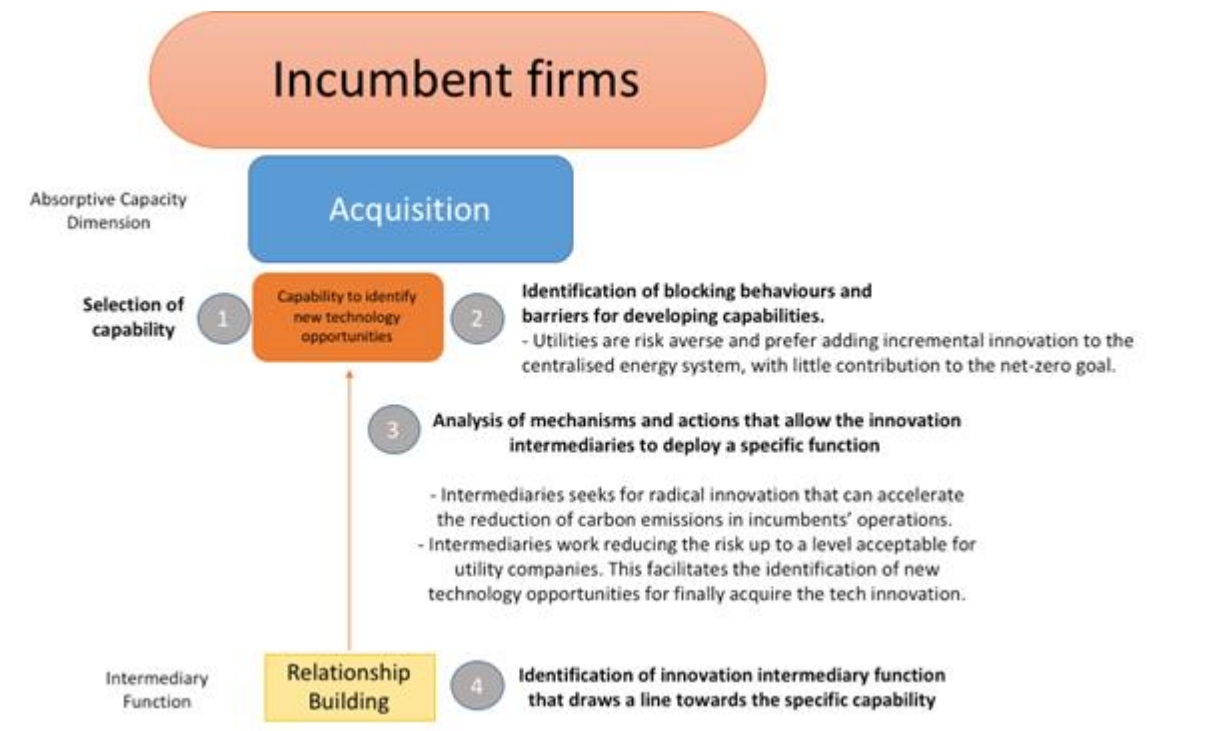 Incumbent firms
Absorptive Capacity
Dimension
Acquisition
Selection of
capability
1
Capability to identify
new technology
opportunities
2
Identification of blocking behaviours and
barriers for developing capabilities.
- Utilities are risk averse and prefer adding incremental innovation to the
centralised energy system, with little contribution to the net-zero goal.
3
Analysis of mechanisms and actions that allow the innovation
intermediaries to deploy a specific function
- Intermediaries seeks for radical innovation that can accelerate
the reduction of carbon emissions in incumbents' operations.
- Intermediaries work reducing the risk up to a level acceptable for
utility companies. This facilitates the identification of new
technology opportunities for finally acquire the tech innovation.
Intermediary
Function
Relationship
Building
4
Identification of innovation intermediary function
that draws a line towards the specific capability